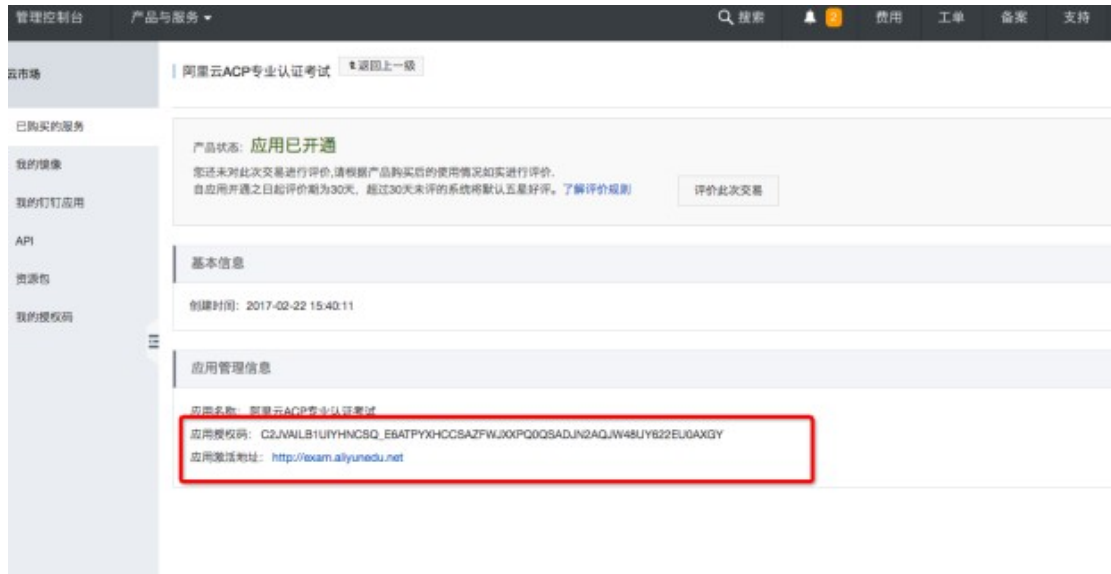 管理控制台 产品与服务 搜索 2 费用 工单 备案 支持
云市场
阿里云ACP专业认证考试 返回上一级
已购买的服务
我的镜像
我的钉钉应用
API
资源包
我的授权码
产品状态: 应用已开通
您还未对此次交易进行评价,请根据产品购买后的使用情况如实进行评价.
自应用开通之日起评价期为30天, 超过30天未评的系统将默认五星好评。了解评价规则
评价此次交易
基本信息
创建时间: 2017-02-22 15:40:11
应用管理信息
应用名称: 阿里云ACP专业认证考试
应用授权码:
应用激活地址: http://exam.aliyunedu.net